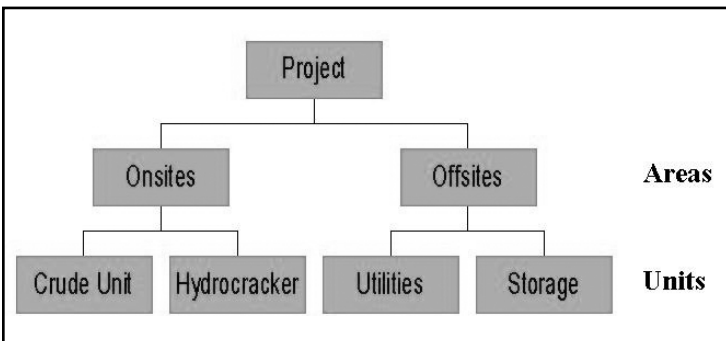 Project
Onsites Offsites Areas
Crude Unit Hydrocracker Utilities Storage Units